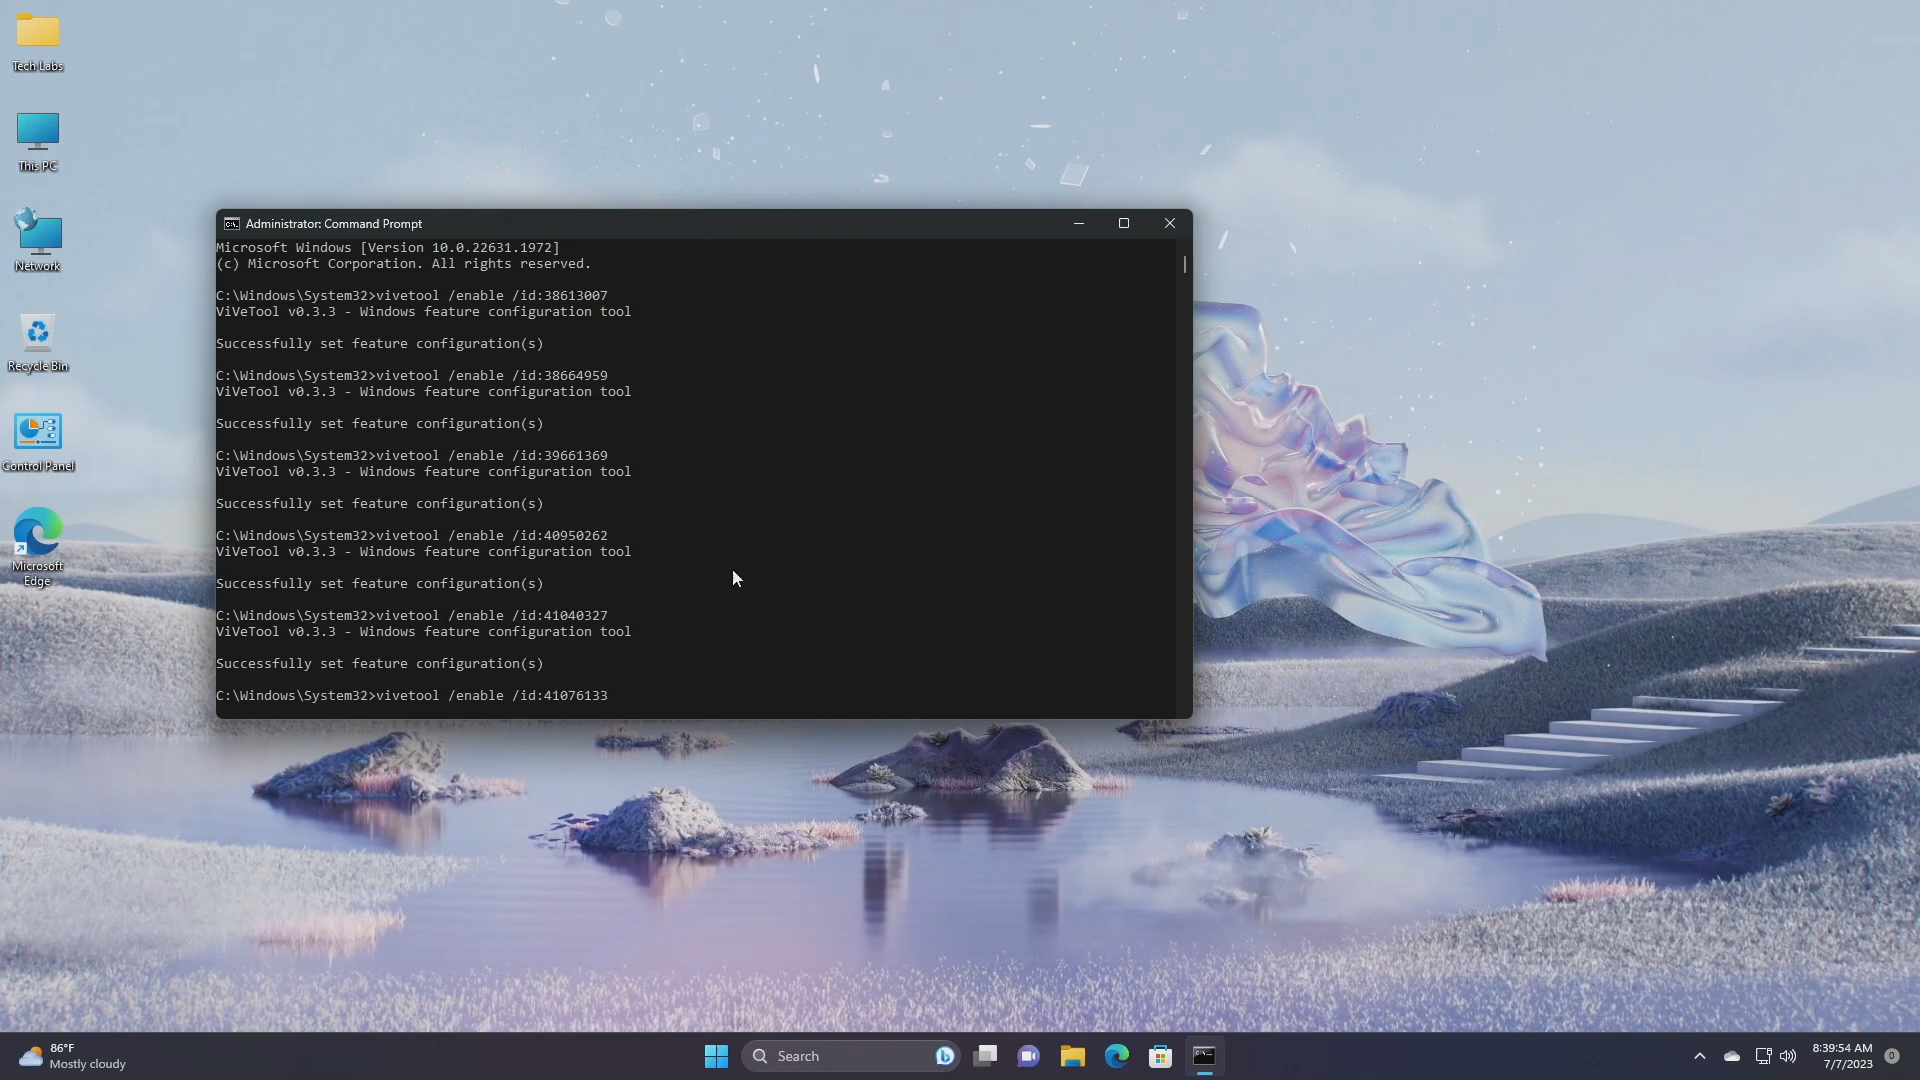 Tech Labs
This PC
Network
Recycle Bin
Control Panel
Microsoft
Edge
Administrator: Command Prompt
Microsoft Windows [Version 10.0.22631.1972]
(c) Microsoft Corporation. All rights reserved.
C:\Windows\System32>vivetool /enable /id:38613007
ViVeTool v0.3.3 - Windows feature configuration tool
Successfully set feature configuration(s)
C:\Windows\System32>vivetool /enable /id:38664959
ViVeTool v0.3.3 - Windows feature configuration tool
Successfully set feature configuration(s)
C:\Windows\System32>vivetool /enable /id:39661369
ViVeTool v0.3.3 - Windows feature configuration tool
Successfully set feature configuration(s)
C:\Windows\System32>vivetool /enable /id:40950262
ViVeTool v0.3.3 - Windows feature configuration tool
Successfully set feature configuration(s)
C:\Windows\System32>vivetool /enable /id:41040327
ViVeTool v0.3.3 - Windows feature configuration tool
Successfully set feature configuration(s)
C:\Windows\System32>vivetool /enable /id:41076133
86°F
Mostly cloudy
Search
8:39:54 AM
7/7/2023
0